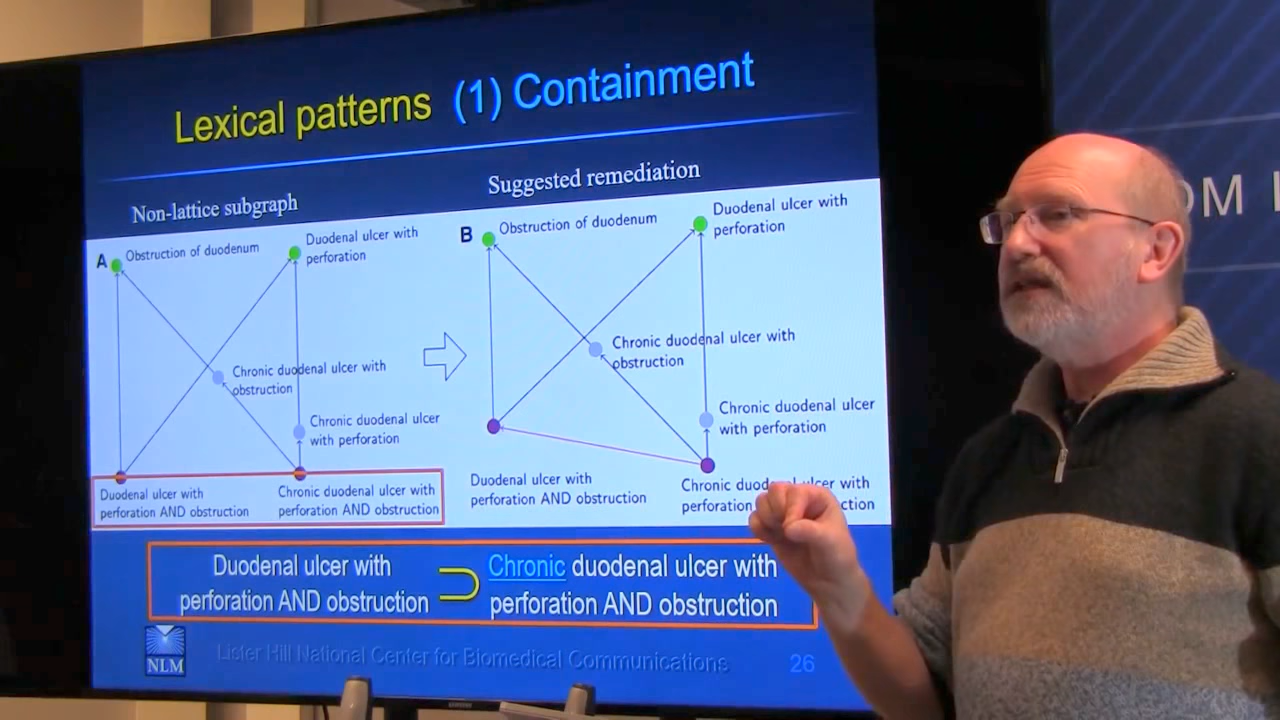 Lexical patterns (1) Containment
Non-lattice subgraph
Suggested remediation
A
Obstruction of duodenum
Duodenal ulcer with
perforation
Chronic duodenal ulcer with
obstruction
Chronic duodenal ulcer
with perforation
Duodenal ulcer with
perforation AND obstruction
Chronic duodenal ulcer with
perforation AND obstruction
B
Obstruction of duodenum
Duodenal ulcer with
perforation
Chronic duodenal ulcer with
obstruction
Chronic duodenal ulcer
with perforation
Duodenal ulcer with
perforation AND obstruction
Chronic duodenal ulcer with
Duodenal ulcer with
perforation AND obstruction
⊃
Chronic duodenal ulcer with
perforation AND obstruction
NLM
Lister Hill National Center for Biomedical Communications
26
SAMSUNG